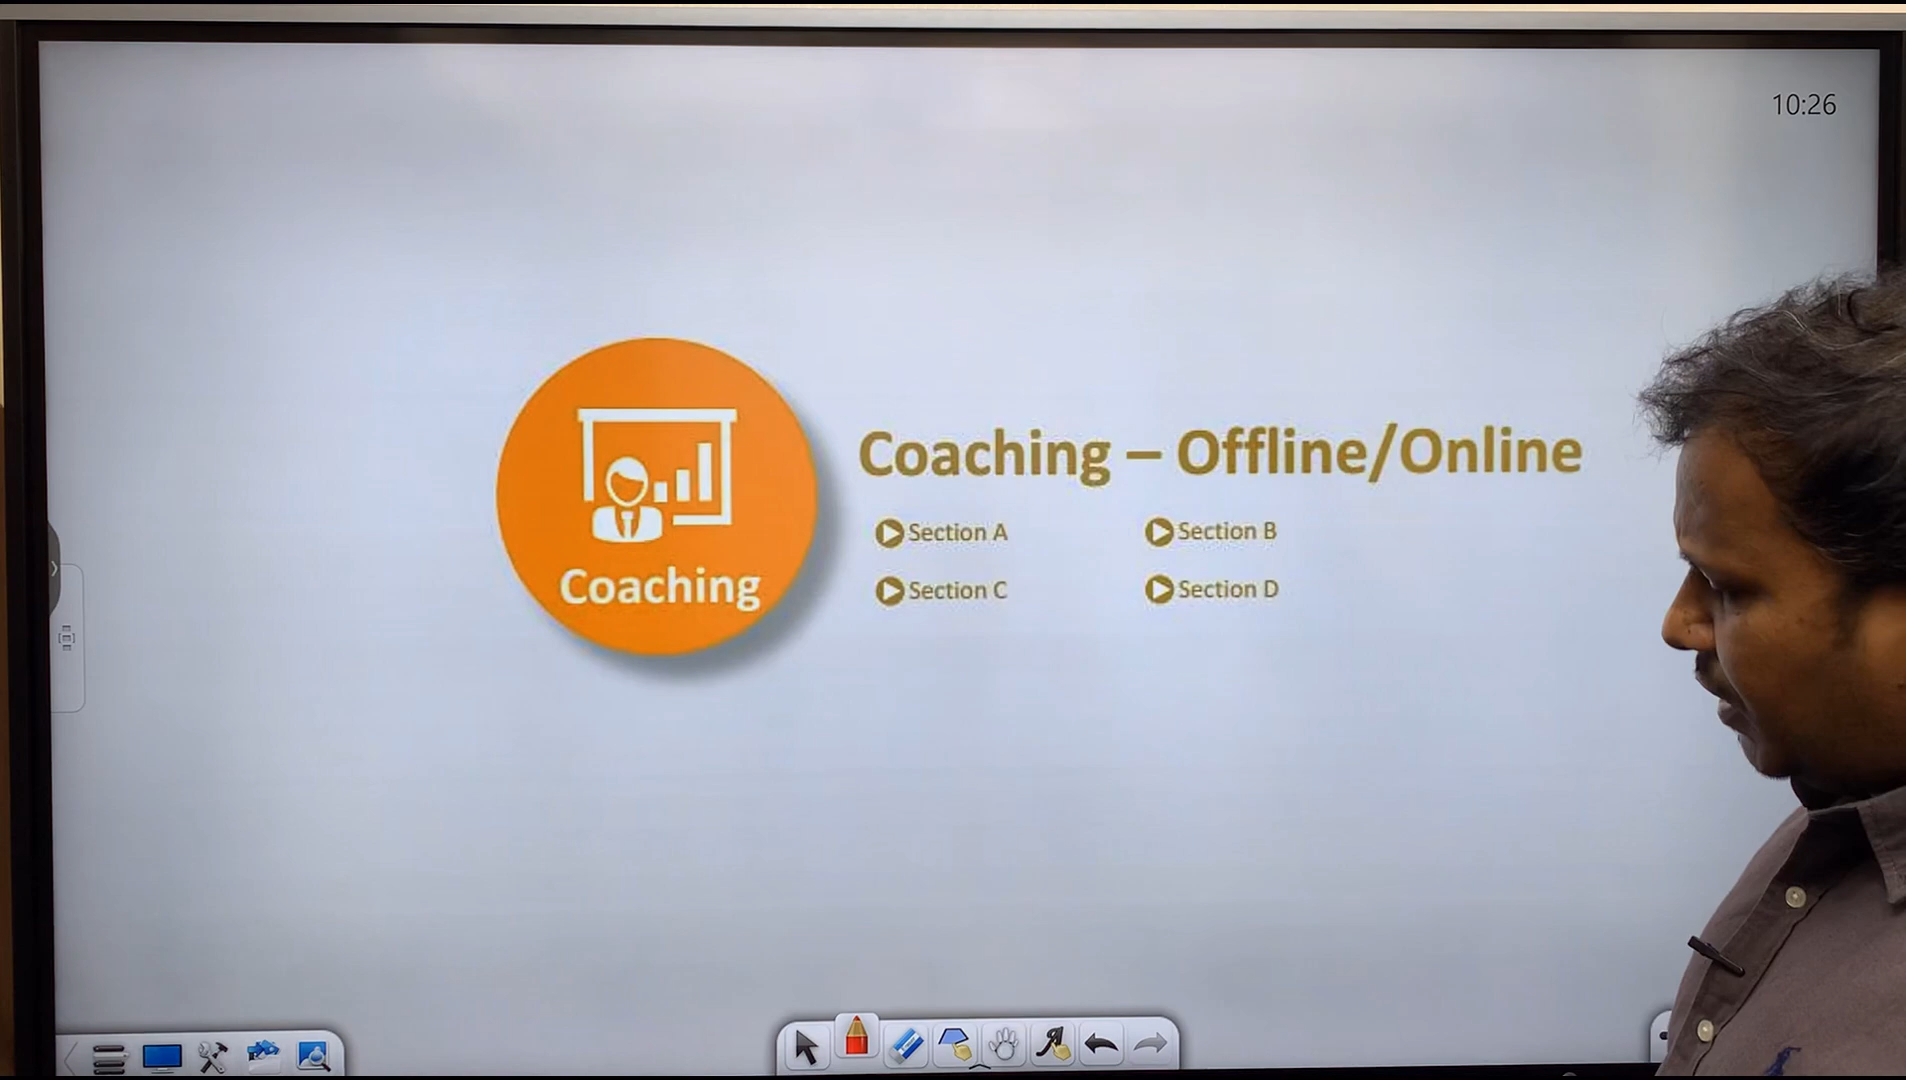 10:26
Coaching – Offline/Online
Section A
Section B
Section C
Section D
Coaching